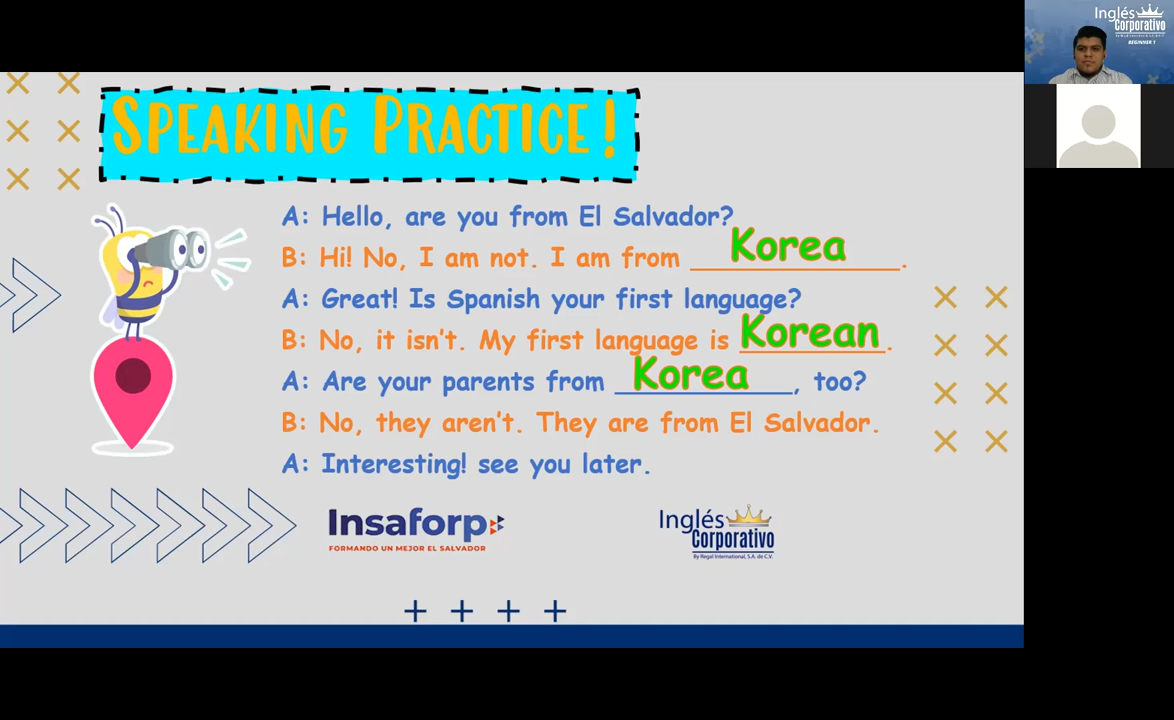 Inglés
Corporativo
BEGINNER 1
SPEAKING PRACTICE!
A: Hello, are you from El Salvador?
B: Hi! No, I am not. I am from Korea.
A: Great! Is Spanish your first language?
B: No, it isn't. My first language is Korean.
A: Are your parents from Korea, too?
B: No, they aren't. They are from El Salvador.
A: Interesting! see you later.
Insaforp
FORMANDO UN MEJOR EL SALVADOR
Inglés
Corporativo
By Regal International, S.A. de C.V.